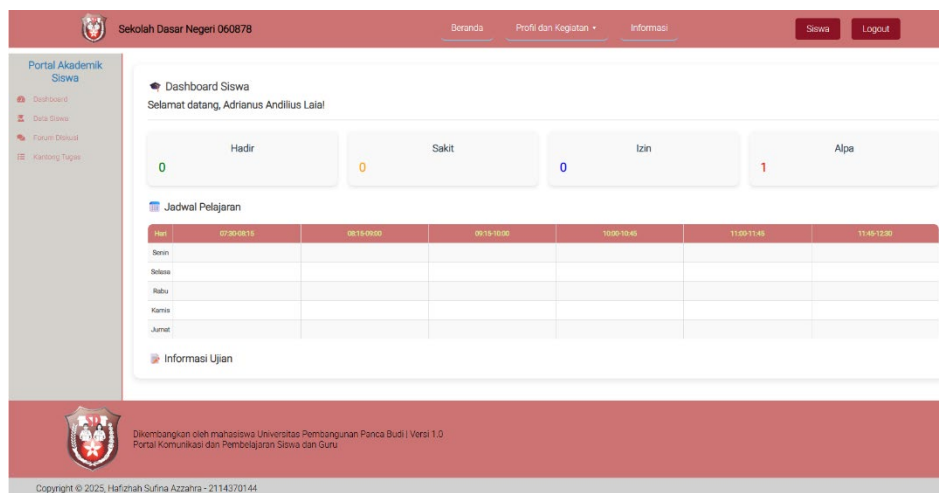 Sekolah Dasar Negeri 060878
Beranda
Profil dan Kegiatan
Informasi
Siswa
Logout
Portal Akademik
Siswa
Dashboard
Data Siswa
Forum Diskusi
Kantong Tugas
Dashboard Siswa
Selamat datang, Adrianus Andilius Laia!
Hadir
0
Sakit
0
Izin
0
Alpa
1
Jadwal Pelajaran
Hari 07:30-08:15 08:15-09:00 09:15-10:00 10:00-10:45 11:00-11:45 11:45-12:30
Senin
Selasa
Rabu
Kamis
Jumat
Informasi Ujian
Dikembangkan oleh mahasiswa Universitas Pembangunan Panca Budi | Versi 1.0
Portal Komunikasi dan Pembelajaran Siswa dan Guru
Copyright © 2025, Hafizhah Sufina Azzahra - 2114370144